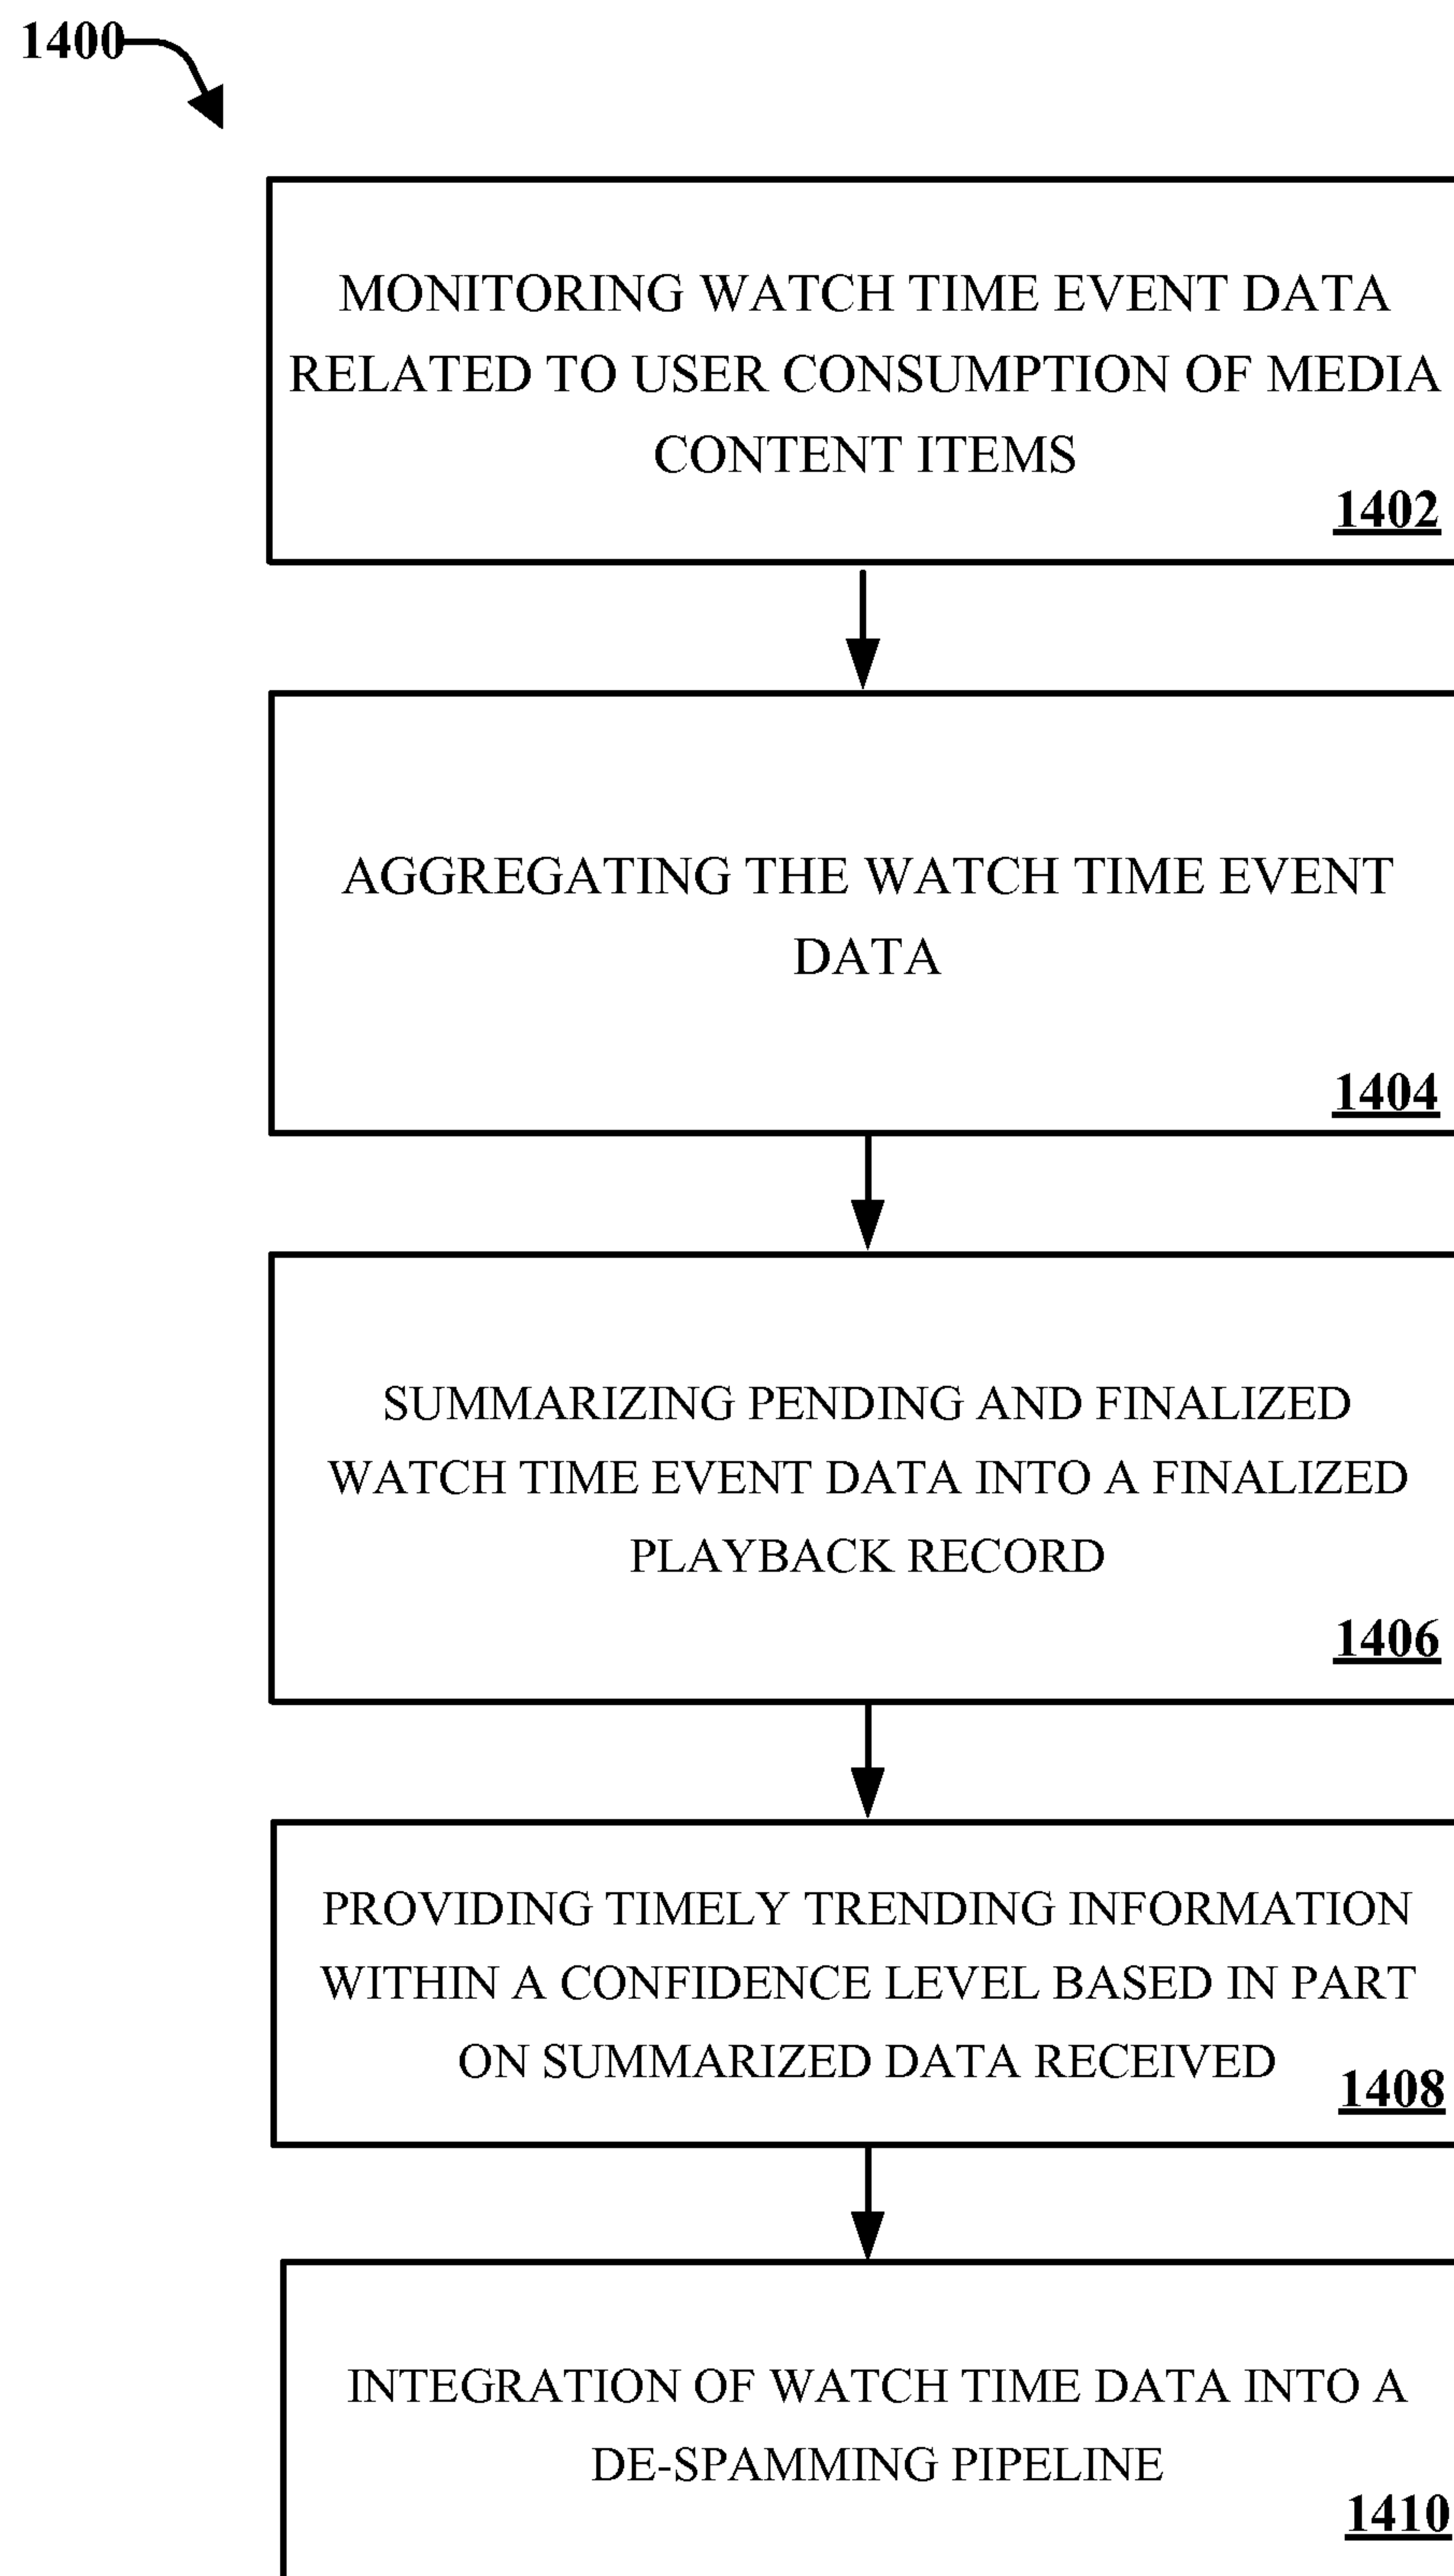 1400
MONITORING WATCH TIME EVENT DATA
RELATED TO USER CONSUMPTION OF MEDIA
CONTENT ITEMS
1402
AGGREGATING THE WATCH TIME EVENT
DATA
1404
SUMMARIZING PENDING AND FINALIZED
WATCH TIME EVENT DATA INTO A FINALIZED
PLAYBACK RECORD
1406
PROVIDING TIMELY TRENDING INFORMATION
WITHIN A CONFIDENCE LEVEL BASED IN PART
ON SUMMARIZED DATA RECEIVED
1408
INTEGRATION OF WATCH TIME DATA INTO A
DE-SPAMMING PIPELINE
1410